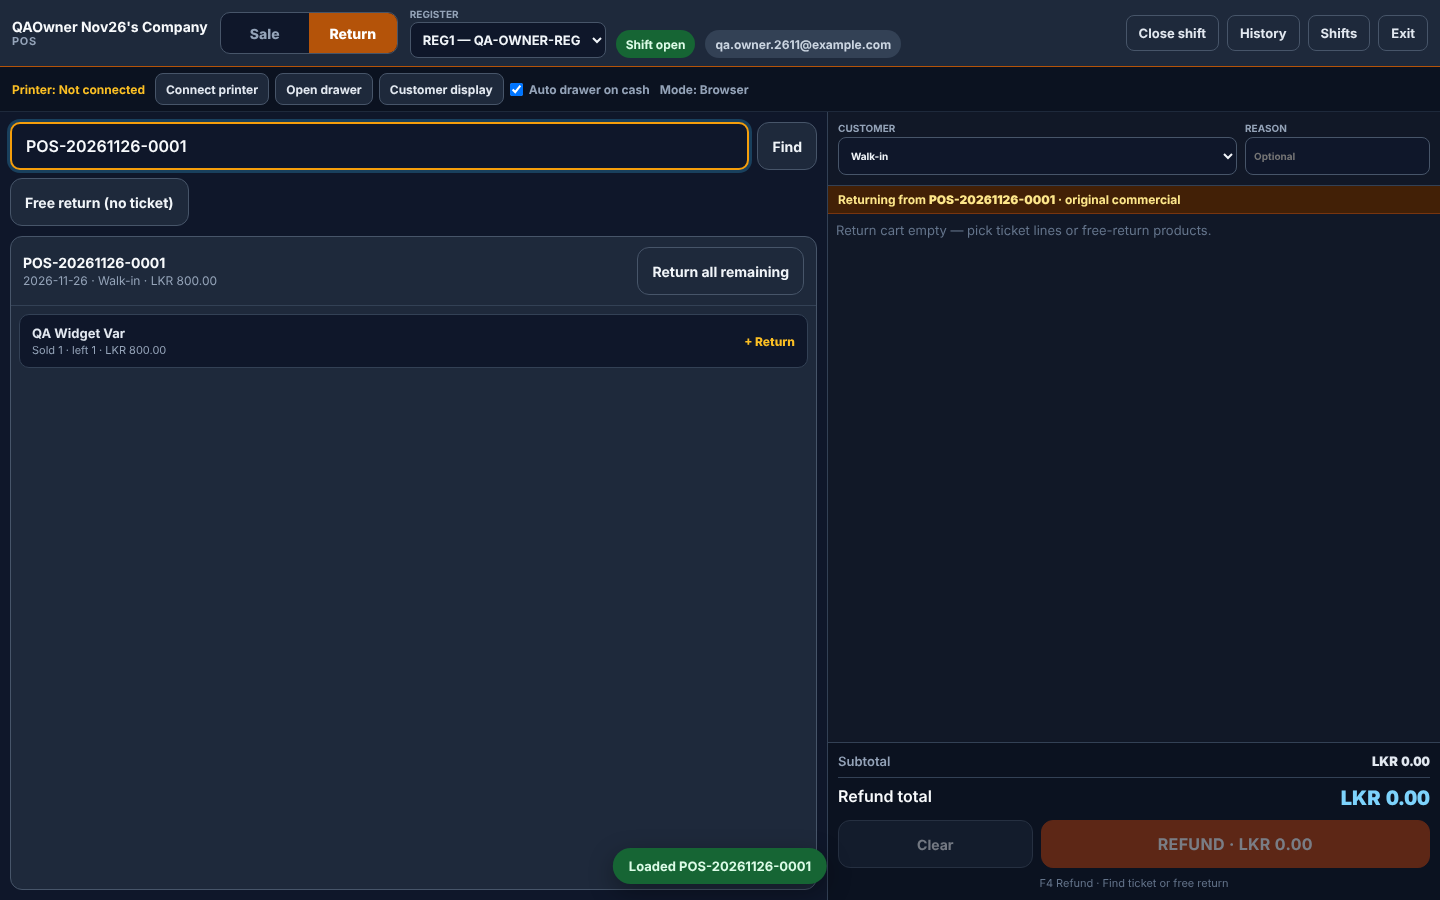 QAOwner Nov26's Company
POS
Sale
Return
REGISTER
REG1 — QA-OWNER-REG
Shift open
qa.owner.2611@example.com
Close shift
History
Shifts
Exit
Printer: Not connected
Connect printer
Open drawer
Customer display
Auto drawer on cash
Mode: Browser
POS-20261126-0001
Find
Free return (no ticket)
POS-20261126-0001
2026-11-26 · Walk-in · LKR 800.00
Return all remaining
QA Widget Var
Sold 1 · left 1 · LKR 800.00
+ Return
Loaded POS-20261126-0001
CUSTOMER
Walk-in
REASON
Optional
Returning from POS-20261126-0001 · original commercial
Return cart empty — pick ticket lines or free-return products.
Subtotal
LKR 0.00
Refund total
LKR 0.00
Clear
REFUND · LKR 0.00
F4 Refund · Find ticket or free return